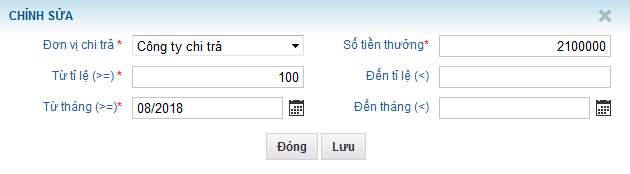 CHỈNH SỬA
Đơn vị chi trả * Công ty chi trả Số tiền thưởng* 2100000
Từ tỉ lệ (>=) * 100 Đến tỉ lệ (<)
Từ tháng (>=)* 08/2018 Đến tháng (<)
Đóng Lưu